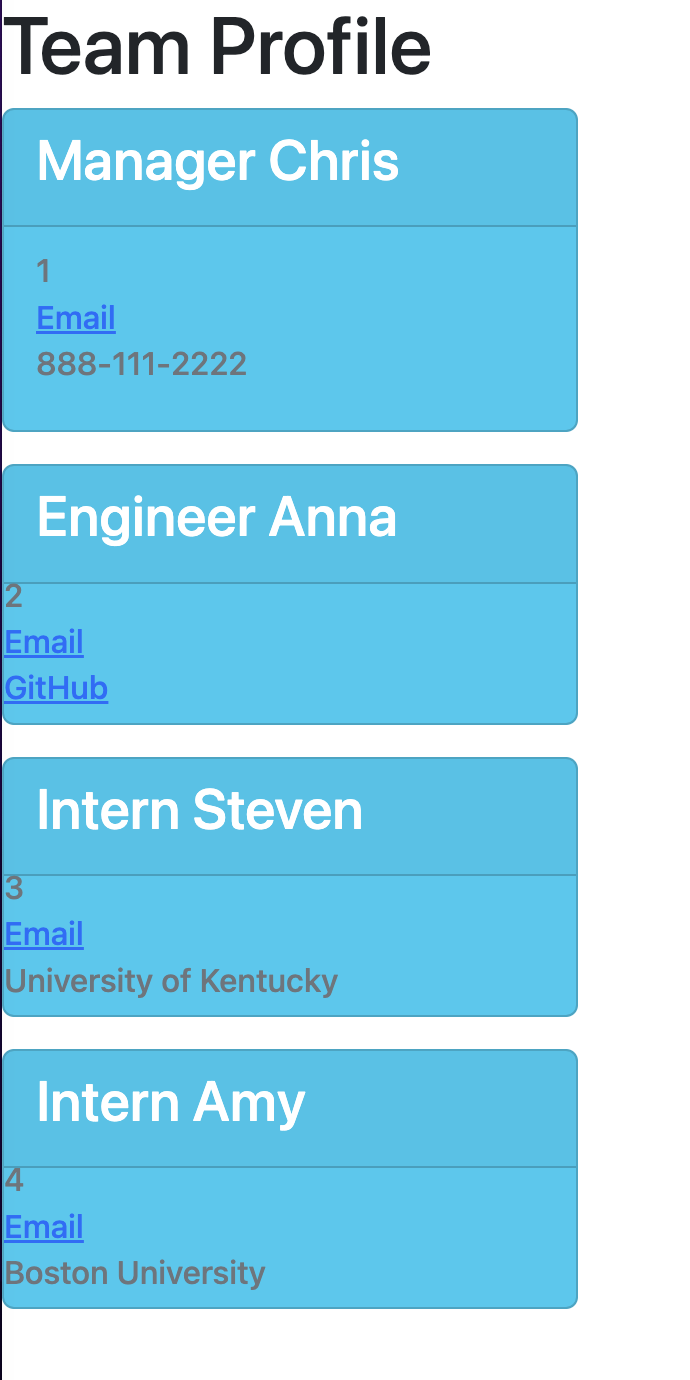 Team Profile
Manager Chris
1
Email
888-111-2222
Engineer Anna
2
Email
GitHub
Intern Steven
3
Email
University of Kentucky
Intern Amy
4
Email
Boston University